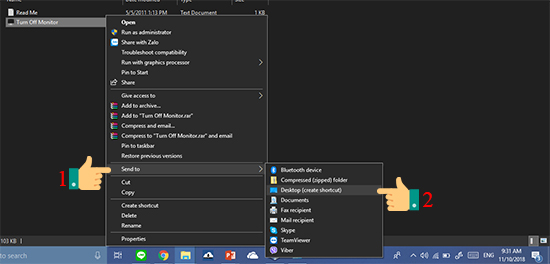 Read Me 5/5/2011 1:13 PM Text Document 1 KB
Turn Off Monitor
Open
Run as administrator
Share with Zalo
Troubleshoot compatibility
Run with graphics processor
Pin to Start
Share
Give access to
Add to archive...
Add to "Turn Off Monitor.rar"
Compress and email...
Compress to "Turn Off Monitor.rar" and email
Pin to taskbar
Restore previous versions
1
Send to
Cut
Copy
Create shortcut
Delete
Rename
Properties
Bluetooth device
Compressed (zipped) folder
Desktop (create shortcut)
2
Documents
Fax recipient
Mail recipient
Skype
TeamViewer
Viber
103 KB
to search
ENG
9:31 AM
11/10/2018